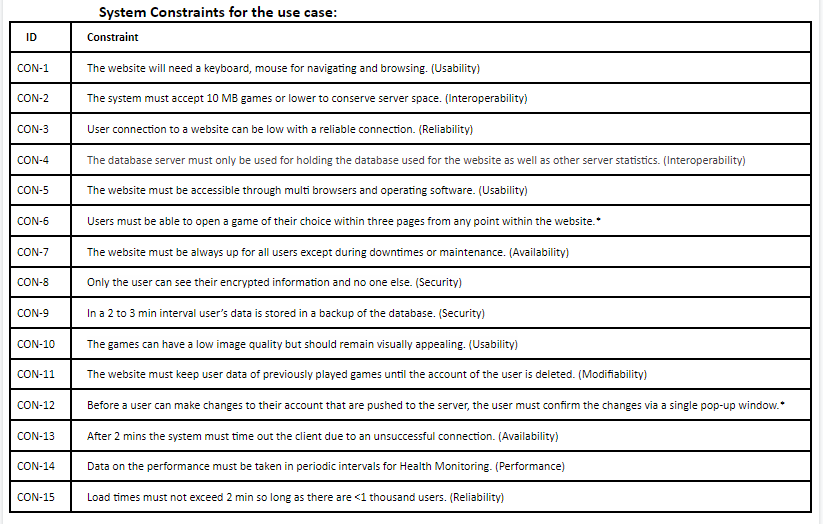 System Constraints for the use case:
ID Constraint
CON-1 The website will need a keyboard, mouse for navigating and browsing. (Usability)
CON-2 The system must accept 10 MB games or lower to conserve server space. (Interoperability)
CON-3 User connection to a website can be low with a reliable connection. (Reliability)
CON-4 The database server must only be used for holding the database used for the website as well as other server statistics. (Interoperability)
CON-5 The website must be accessible through multi browsers and operating software. (Usability)
CON-6 Users must be able to open a game of their choice within three pages from any point within the website.*
CON-7 The website must be always up for all users except during downtimes or maintenance. (Availability)
CON-8 Only the user can see their encrypted information and no one else. (Security)
CON-9 In a 2 to 3 min interval user's data is stored in a backup of the database. (Security)
CON-10 The games can have a low image quality but should remain visually appealing. (Usability)
CON-11 The website must keep user data of previously played games until the account of the user is deleted. (Modifiability)
CON-12 Before a user can make changes to their account that are pushed to the server, the user must confirm the changes via a single pop-up window.*
CON-13 After 2 mins the system must time out the client due to an unsuccessful connection. (Availability)
CON-14 Data on the performance must be taken in periodic intervals for Health Monitoring. (Performance)
CON-15 Load times must not exceed 2 min so long as there are <1 thousand users. (Reliability)